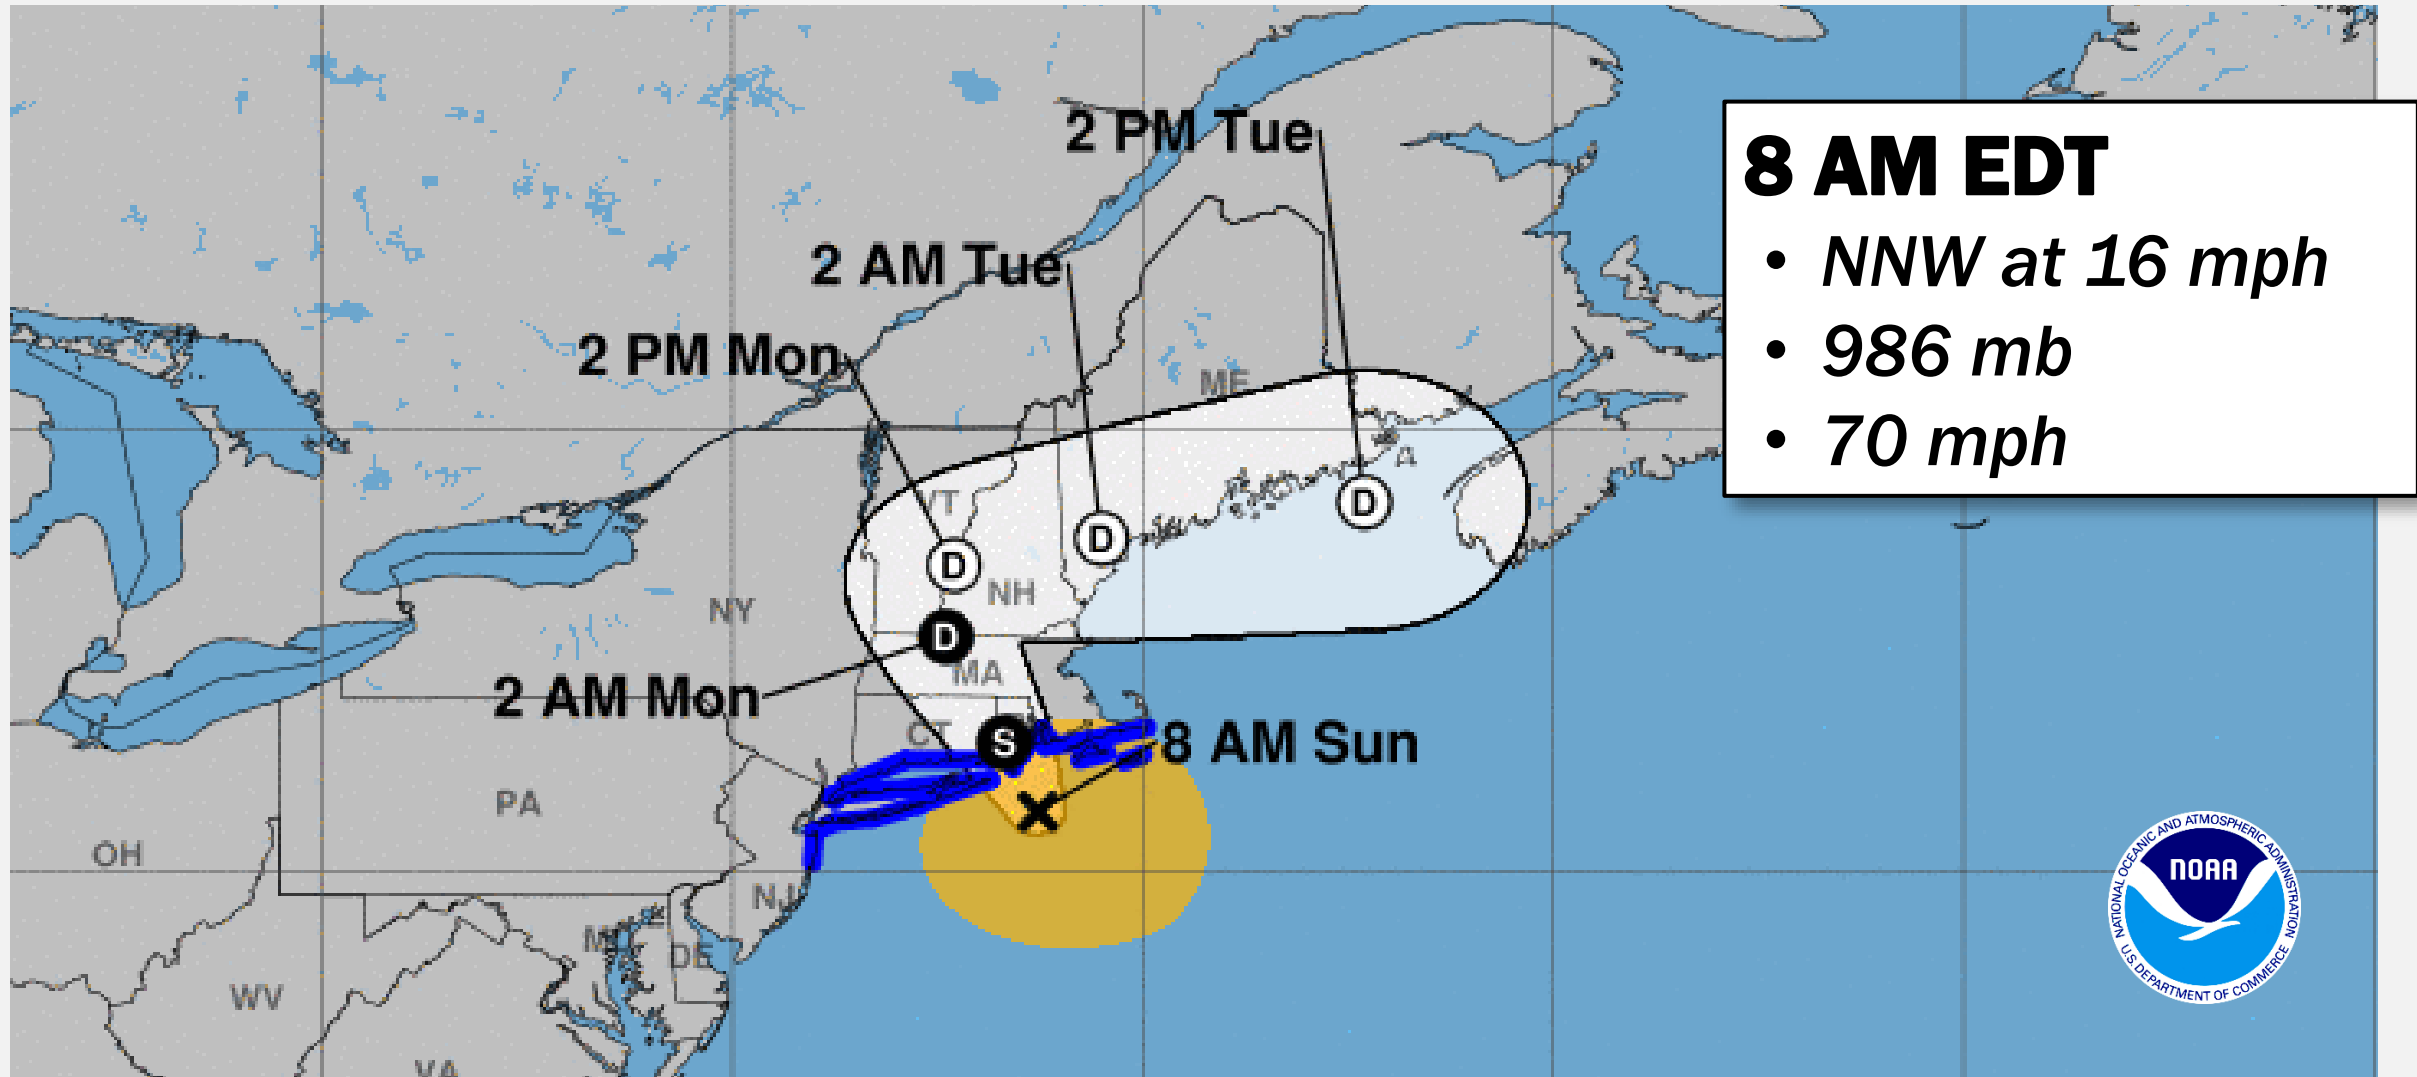 2 PM Tue
2 AM Tue
2 PM Mon
2 AM Mon
8 AM Sun
8 AM EDT
• NNW at 16 mph
• 986 mb
• 70 mph
ME
VT
NH
NY
MA
CT
PA
OH
NJ
DE
WV
VA
D
D
D
D
S
NATIONAL OCEANIC AND ATMOSPHERIC ADMINISTRATION
NOAA
U.S. DEPARTMENT OF COMMERCE